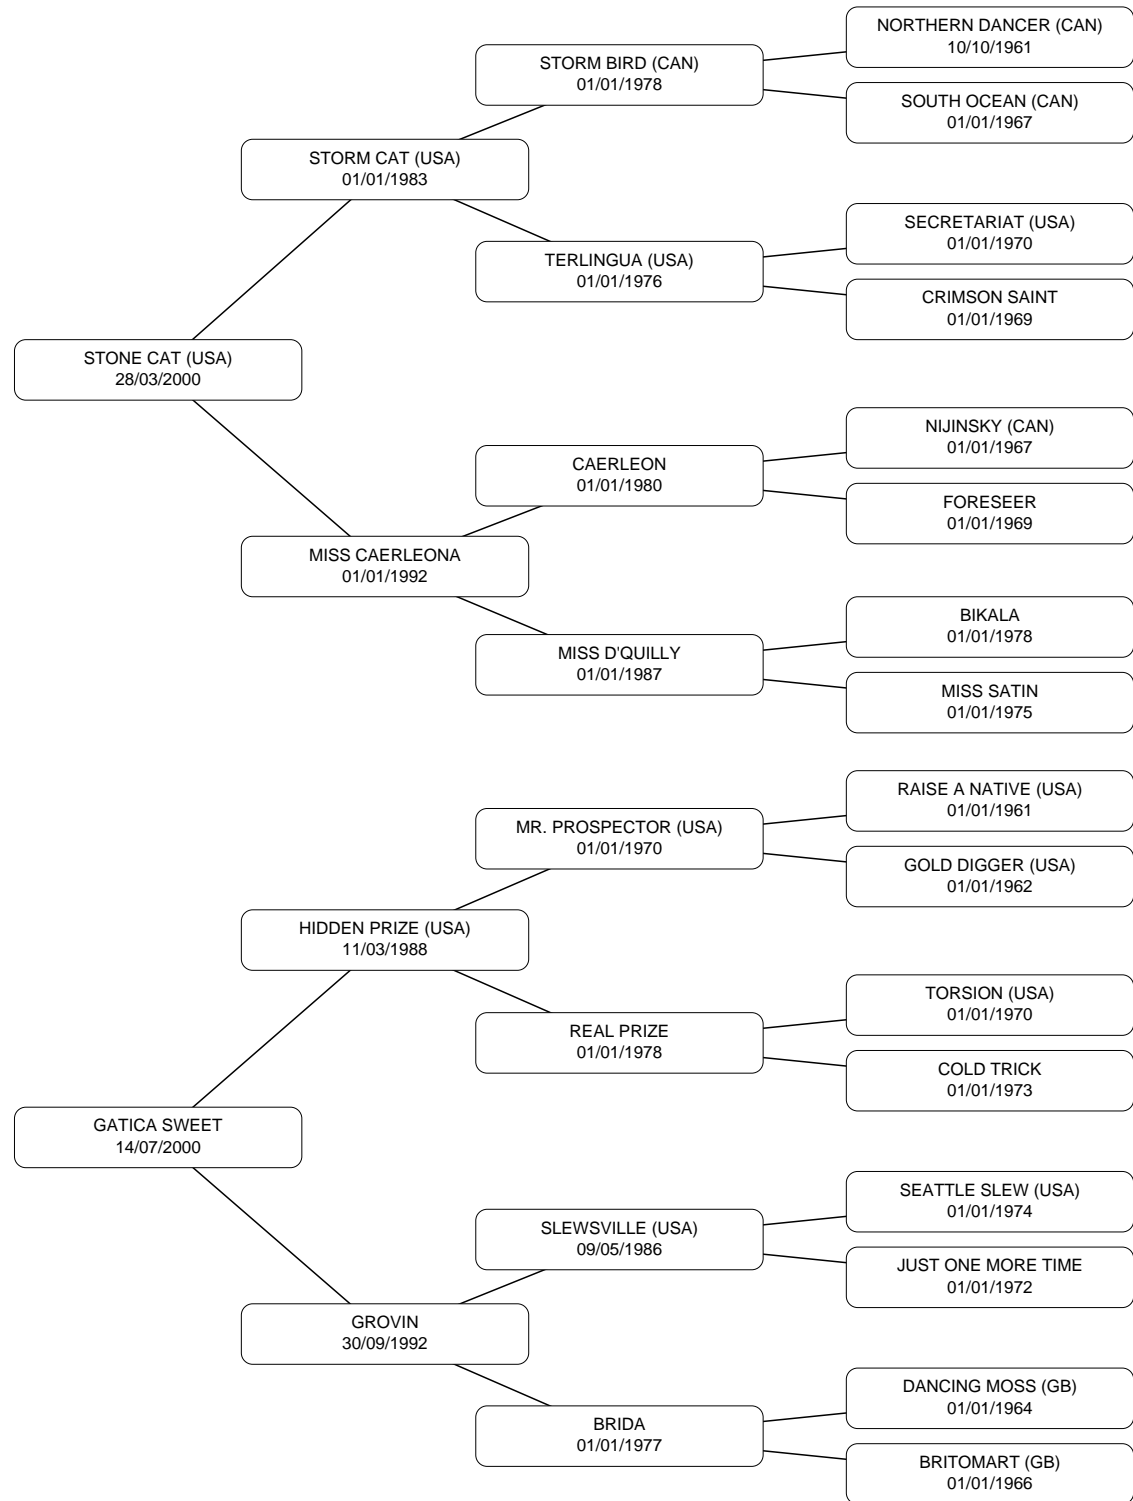 NORTHERN DANCER (CAN)
10/10/1961
STORM BIRD (CAN)
01/01/1978
SOUTH OCEAN (CAN)
01/01/1967
STORM CAT (USA)
01/01/1983
SECRETARIAT (USA)
01/01/1970
TERLINGUA (USA)
01/01/1976
CRIMSON SAINT
01/01/1969
STONE CAT (USA)
28/03/2000
NIJINSKY (CAN)
01/01/1967
CAERLEON
01/01/1980
FORESEER
01/01/1969
MISS CAERLEONA
01/01/1992
BIKALA
01/01/1978
MISS D'QUILLY
01/01/1987
MISS SATIN
01/01/1975
RAISE A NATIVE (USA)
01/01/1961
MR. PROSPECTOR (USA)
01/01/1970
GOLD DIGGER (USA)
01/01/1962
HIDDEN PRIZE (USA)
11/03/1988
TORSION (USA)
01/01/1970
REAL PRIZE
01/01/1978
COLD TRICK
01/01/1973
GATICA SWEET
14/07/2000
SEATTLE SLEW (USA)
01/01/1974
SLEWSVILLE (USA)
09/05/1986
JUST ONE MORE TIME
01/01/1972
GROVIN
30/09/1992
DANCING MOSS (GB)
01/01/1964
BRIDA
01/01/1977
BRITOMART (GB)
01/01/1966